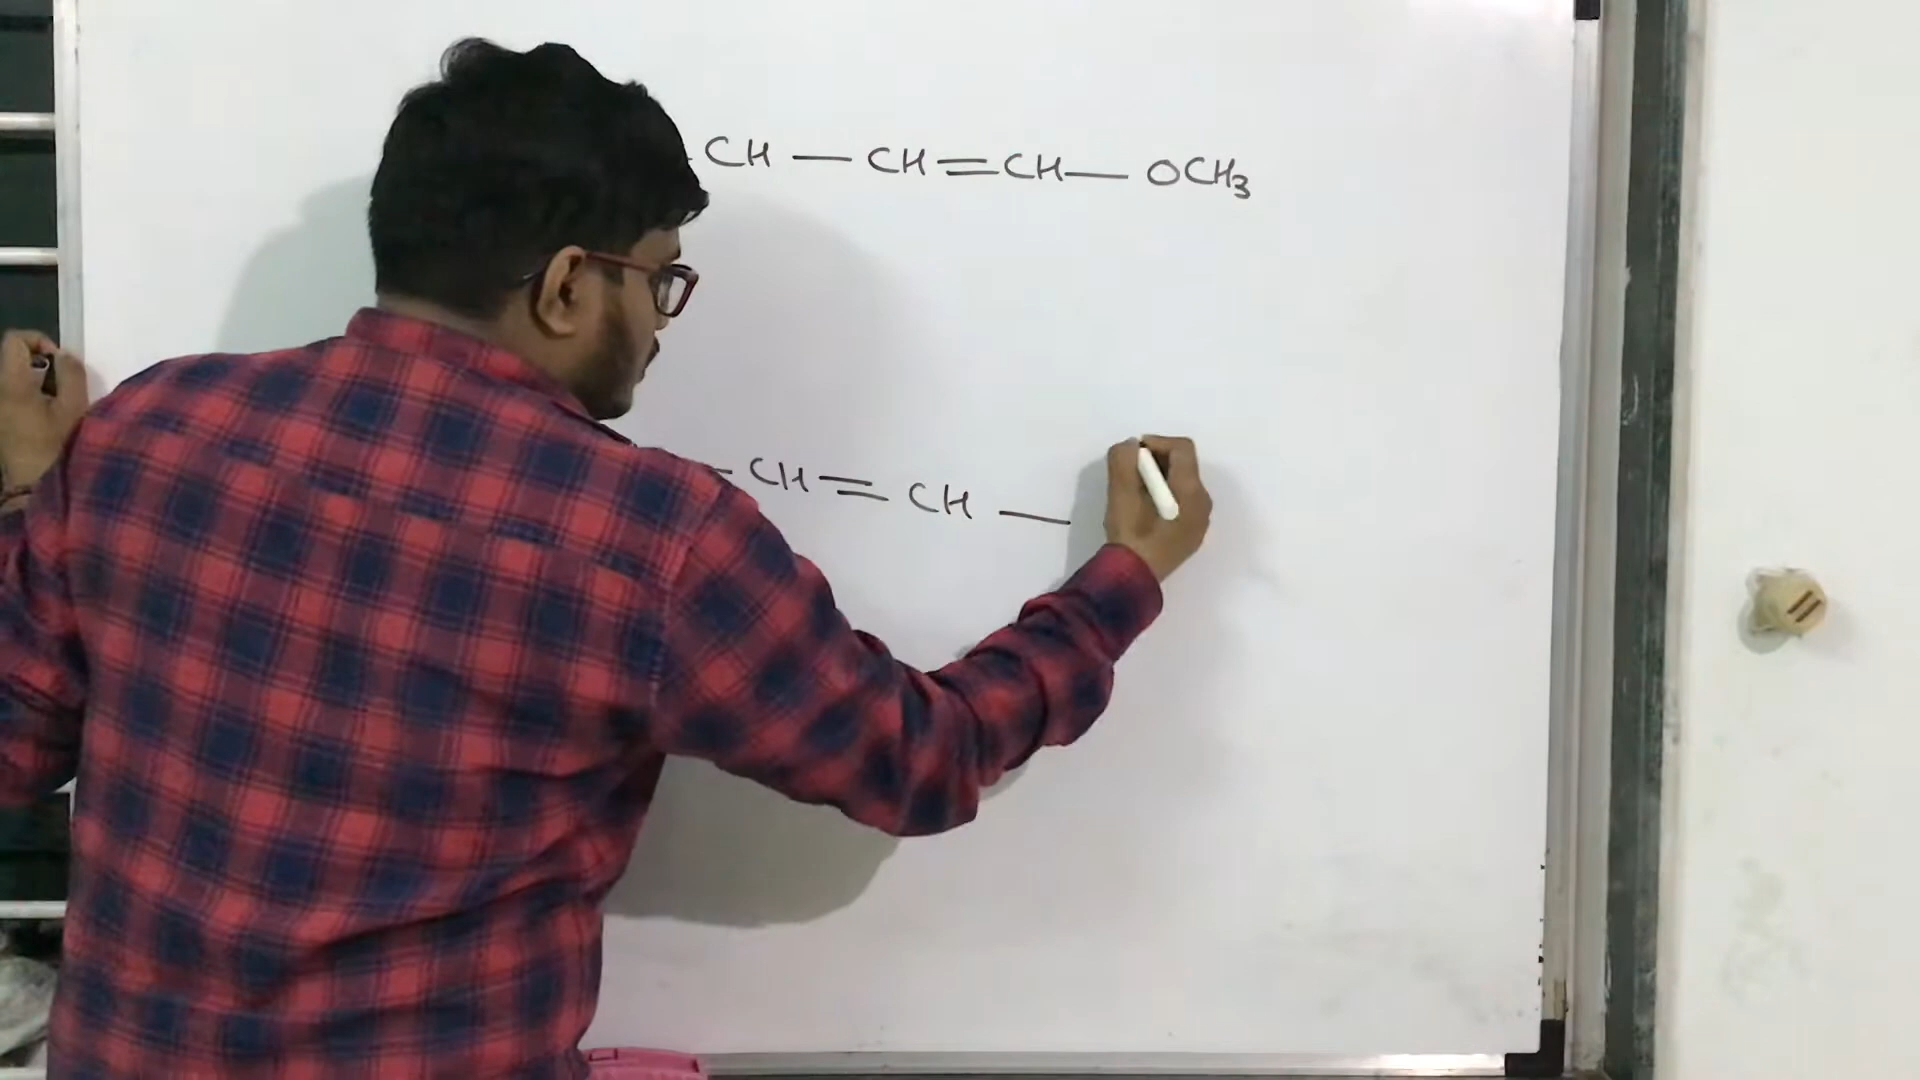 CH — CH = CH — OCH₃
— CH = CH —